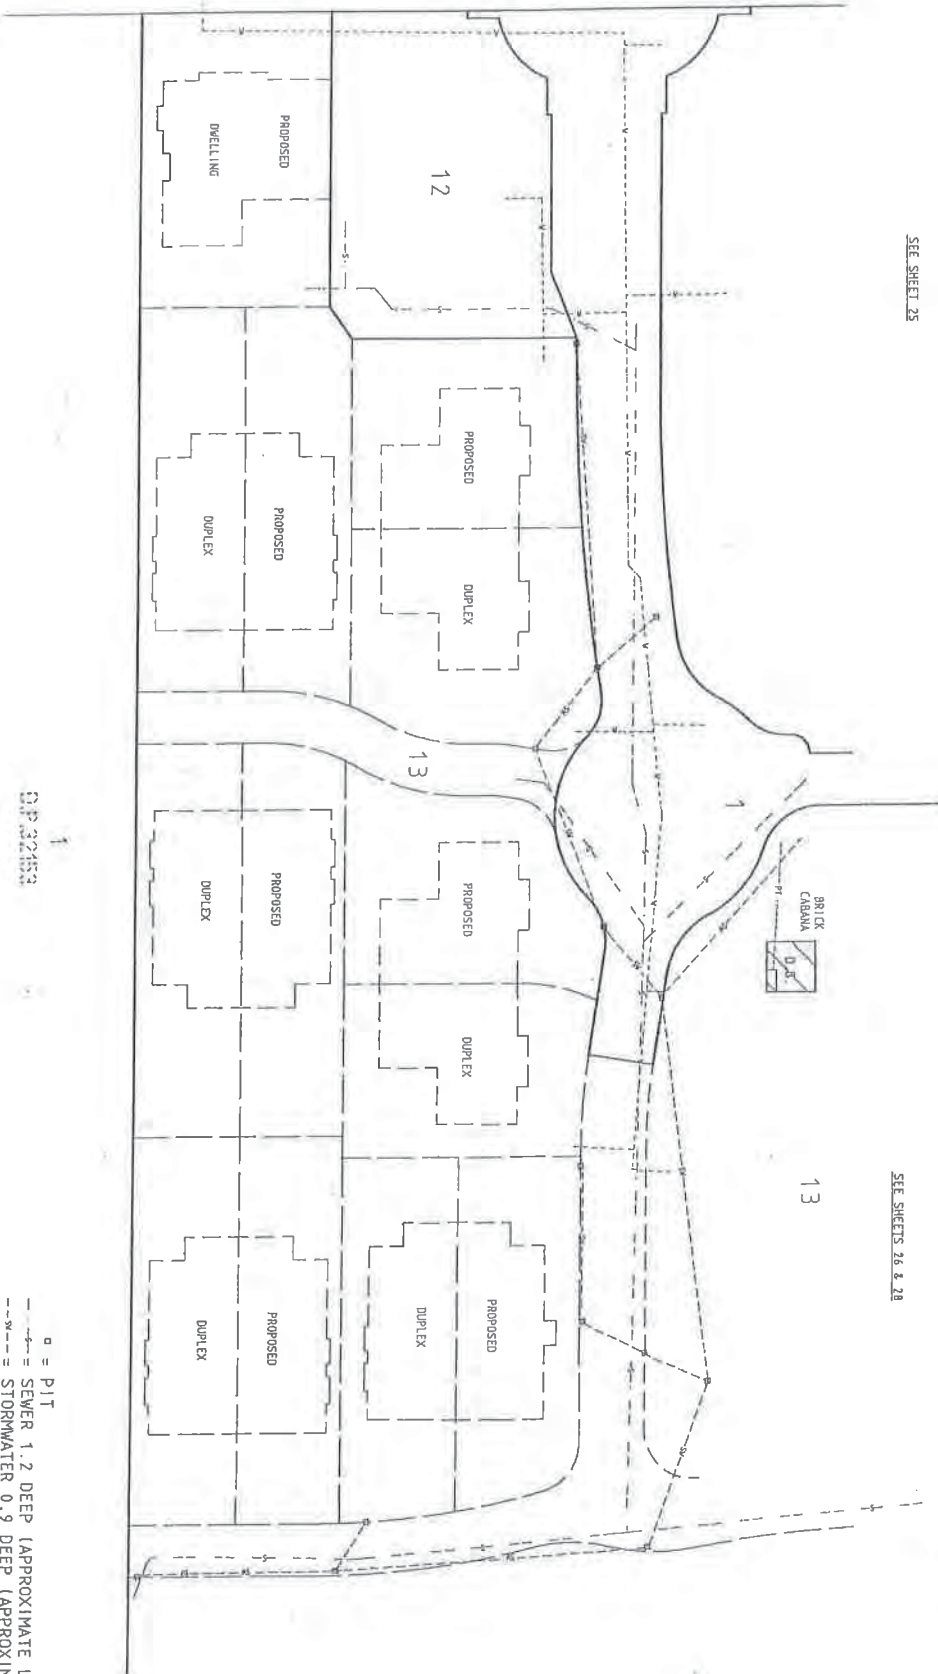 SEE SHEET 25
SEE SHEETS 26 & 28
12
13
1
13
BRICK
CABANA
D.B.
PT
PROPOSED
DWELLING
PROPOSED
DUPLEX
PROPOSED
DUPLEX
PROPOSED
DUPLEX
PROPOSED
DUPLEX
PROPOSED
DUPLEX
PROPOSED
DUPLEX
1
= PIT
--s-- = SEWER 1.2 DEEP (APPROXIMATE L
--sw-- = STORMWATER 0.9 DEEP (APPROXIM